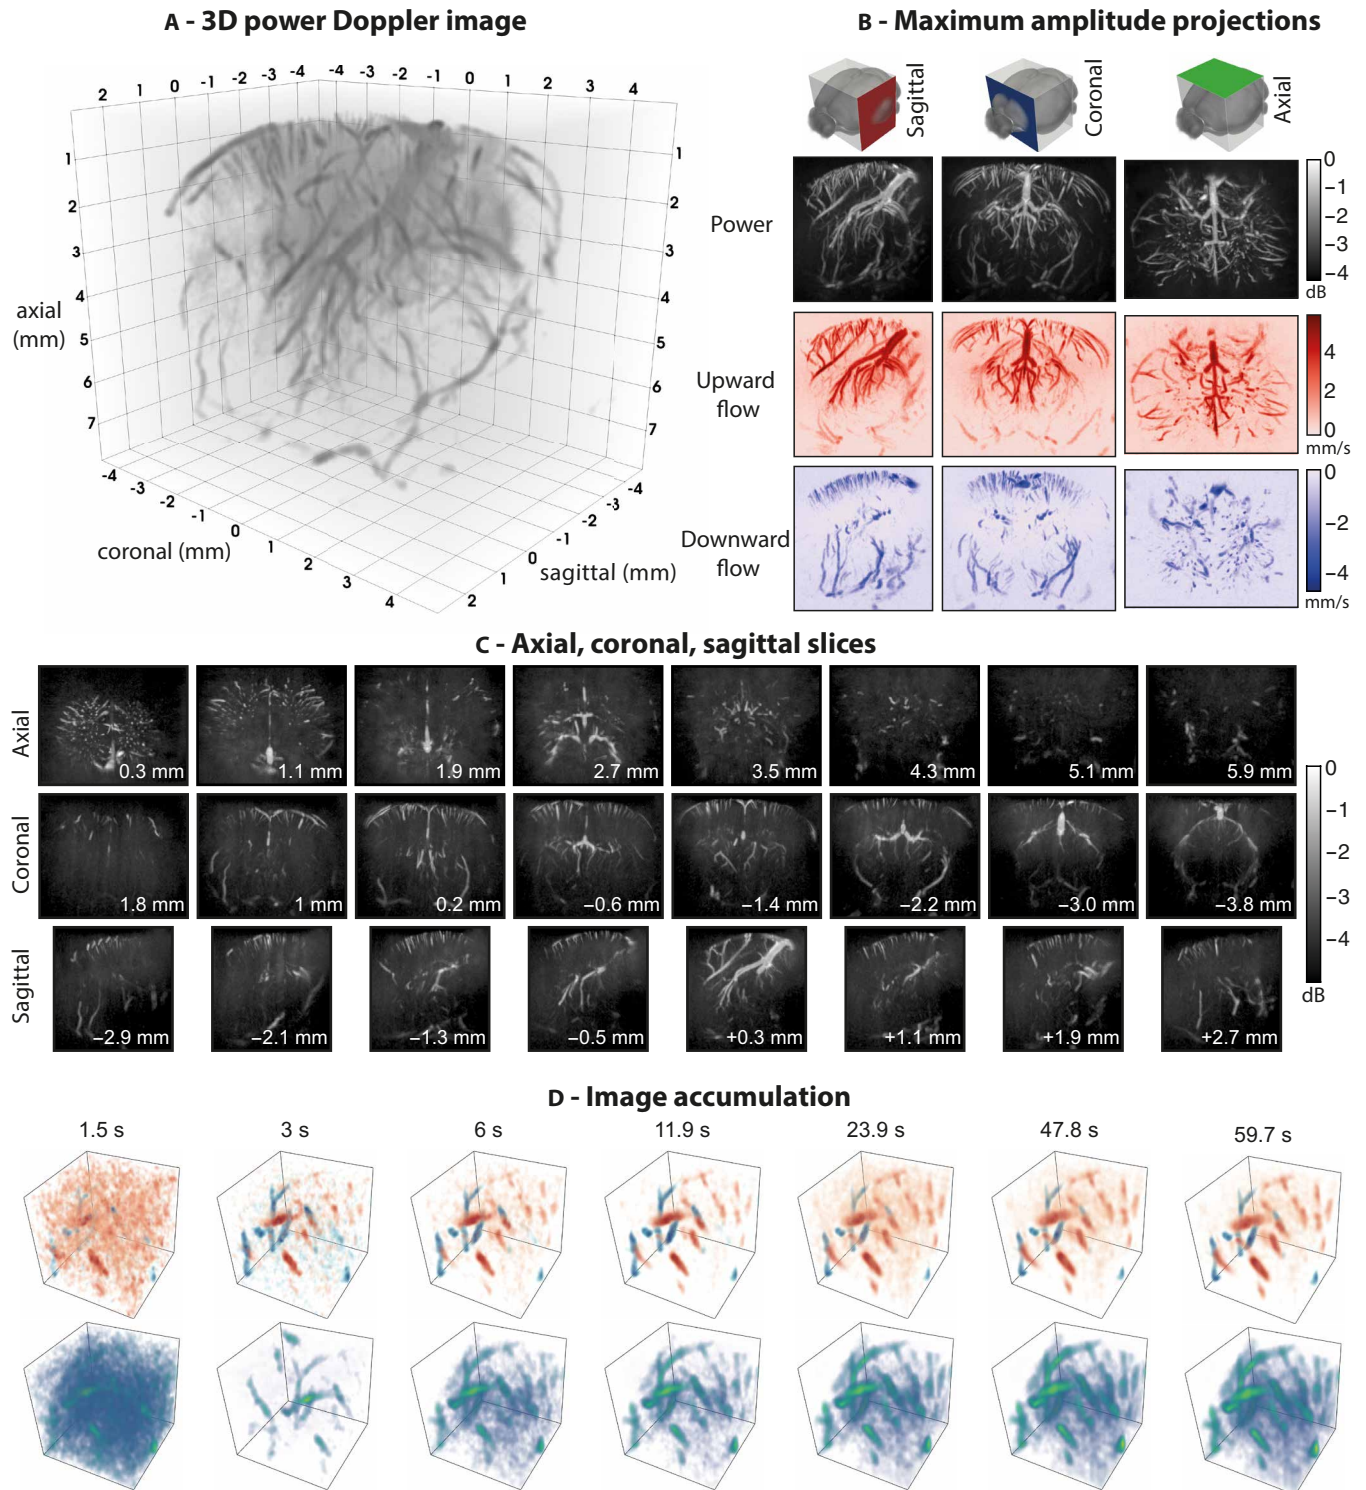 A - 3D power Doppler image
B - Maximum amplitude projections
2 1 0 -1 -2 -3 -4 -4 -3 -2 -1 0 1 2 3 4
1 2 3 4 5 6 7
axial
(mm)
1 2 3 4 5 6 7
-4 -3 -2 -1 0 1 2 3 4
coronal (mm)
-4 -3 -2 -1 0 1 2
sagittal (mm)
Sagittal
Coronal
Axial
Power
0
−1
−2
−3
−4
dB
Upward
flow
4
2
0
mm/s
Downward
flow
0
−2
−4
mm/s
C - Axial, coronal, sagittal slices
Axial
0.3 mm 1.1 mm 1.9 mm 2.7 mm 3.5 mm 4.3 mm 5.1 mm 5.9 mm
Coronal
1.8 mm 1 mm 0.2 mm −0.6 mm −1.4 mm −2.2 mm −3.0 mm −3.8 mm
Sagittal
−2.9 mm −2.1 mm −1.3 mm −0.5 mm +0.3 mm +1.1 mm +1.9 mm +2.7 mm
0
−1
−2
−3
−4
dB
D - Image accumulation
1.5 s 3 s 6 s 11.9 s 23.9 s 47.8 s 59.7 s